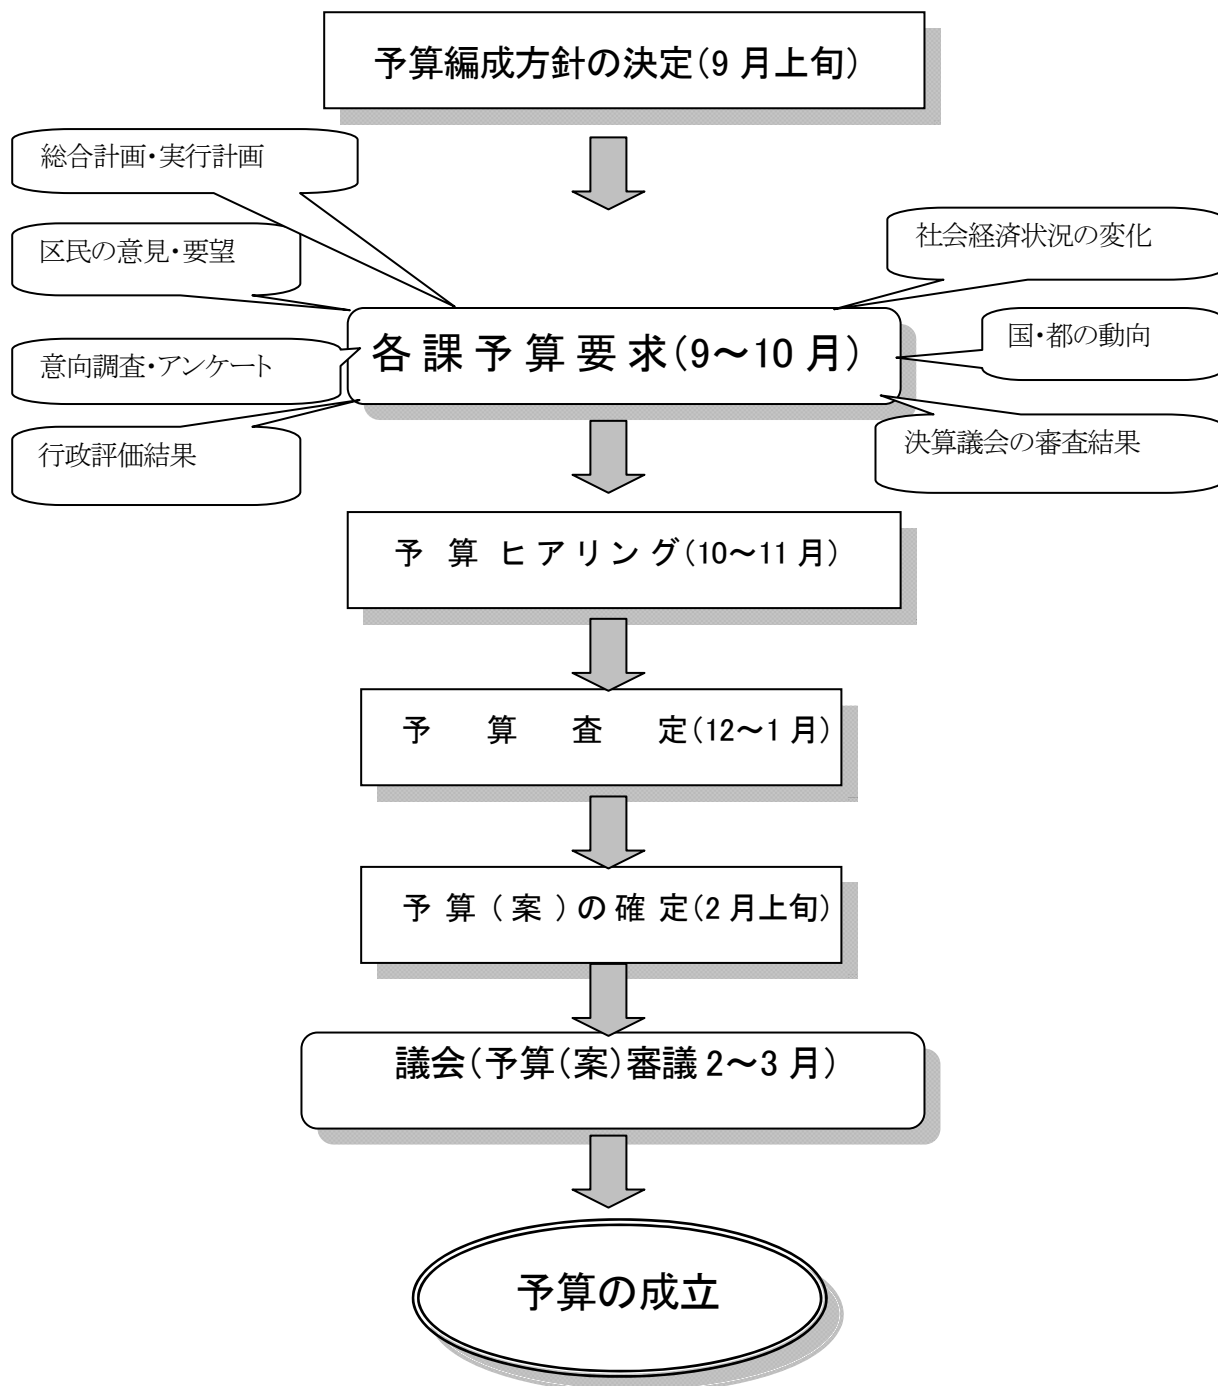 予算編成方針の決定(9月上旬)
総合計画・実行計画
区民の意見・要望
社会経済状況の変化
各課予算要求(9～10月)
国・都の動向
意向調査・アンケート
行政評価結果
決算議会の審査結果
予算ヒアリング(10～11月)
予算査定(12～1月)
予算(案)の確定(2月上旬)
議会(予算(案)審議2～3月)
予算の成立